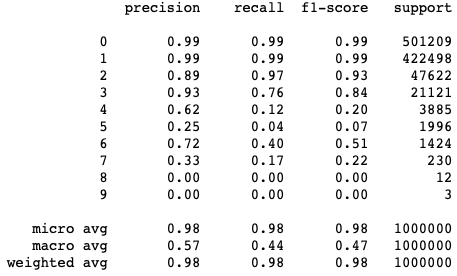 precision recall f1-score support
0 0.99 0.99 0.99 501209
1 0.99 0.99 0.99 422498
2 0.89 0.97 0.93 47622
3 0.93 0.76 0.84 21121
4 0.62 0.12 0.20 3885
5 0.25 0.04 0.07 1996
6 0.72 0.40 0.51 1424
7 0.33 0.17 0.22 230
8 0.00 0.00 0.00 12
9 0.00 0.00 0.00 3
micro avg 0.98 0.98 0.98 1000000
macro avg 0.57 0.44 0.47 1000000
weighted avg 0.98 0.98 0.98 1000000